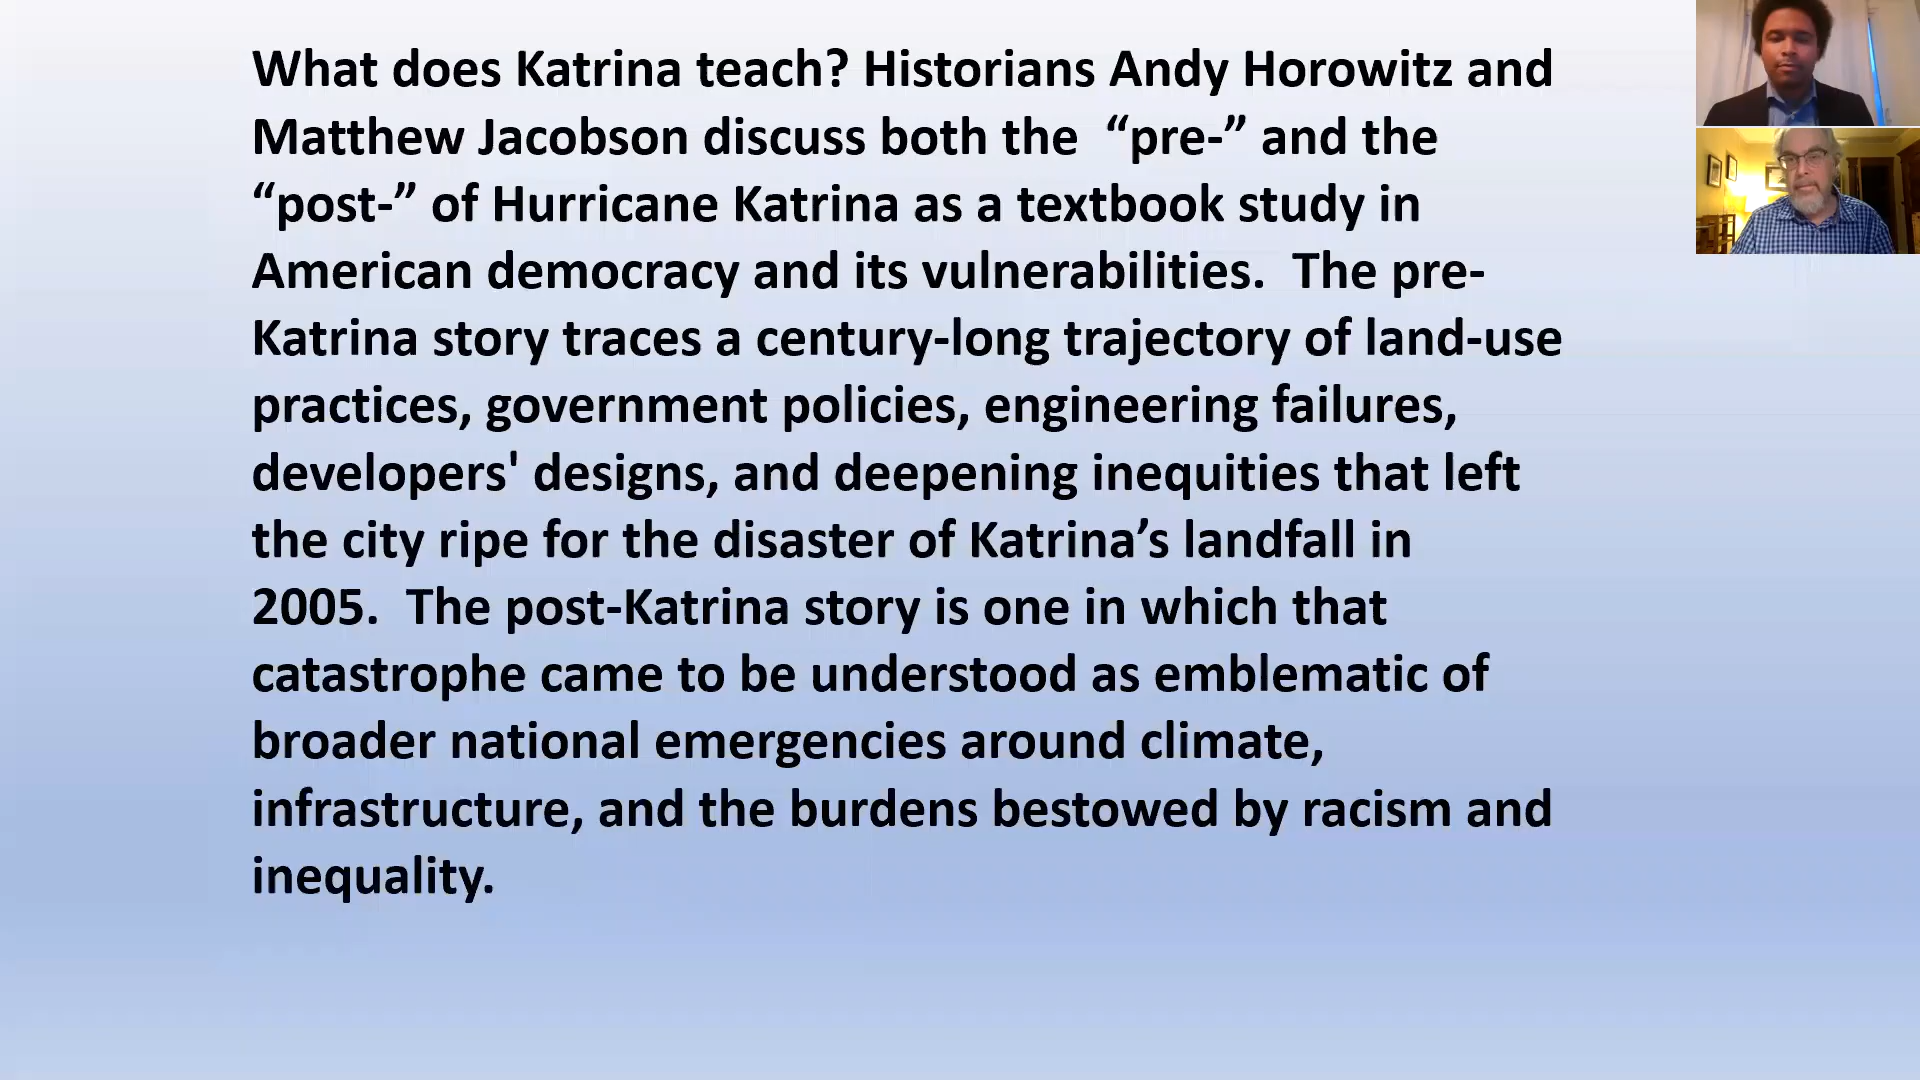 What does Katrina teach? Historians Andy Horowitz and
Matthew Jacobson discuss both the  “pre-” and the
“post-” of Hurricane Katrina as a textbook study in
American democracy and its vulnerabilities.  The pre-
Katrina story traces a century-long trajectory of land-use
practices, government policies, engineering failures,
developers' designs, and deepening inequities that left
the city ripe for the disaster of Katrina’s landfall in
2005.  The post-Katrina story is one in which that
catastrophe came to be understood as emblematic of
broader national emergencies around climate,
infrastructure, and the burdens bestowed by racism and
inequality.